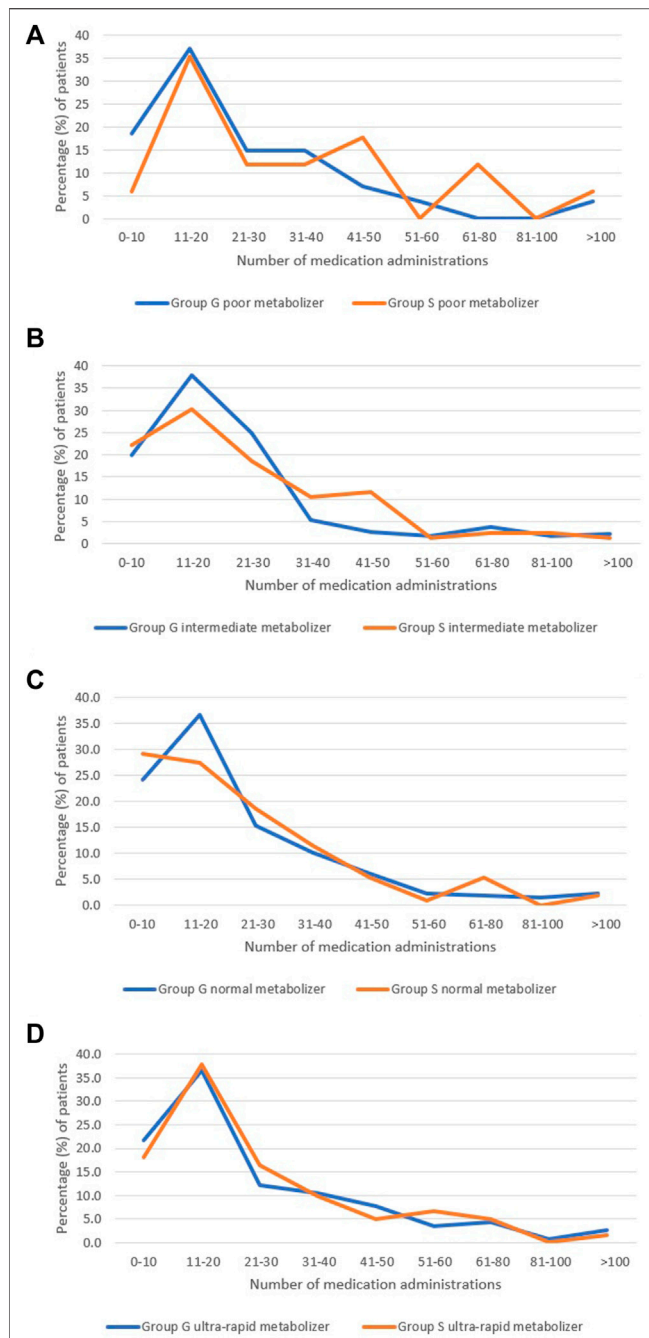 A
Percentage (%) of patients
40
35
30
25
20
15
10
5
0
0-10 11-20 21-30 31-40 41-50 51-60 61-80 81-100 >100
Number of medication administrations
Group G poor metabolizer Group S poor metabolizer
B
Percentage (%) of patients
40
35
30
25
20
15
10
5
0
0-10 11-20 21-30 31-40 41-50 51-60 61-80 81-100 >100
Number of medication administrations
Group G intermediate metabolizer Group S intermediate metabolizer
C
Percentage (%) of patients
40.0
35.0
30.0
25.0
20.0
15.0
10.0
5.0
0.0
0-10 11-20 21-30 31-40 41-50 51-60 61-80 81-100 >100
Number of medication administrations
Group G normal metabolizer Group S normal metabolizer
D
Percentage (%) of patients
40.0
35.0
30.0
25.0
20.0
15.0
10.0
5.0
0.0
0-10 11-20 21-30 31-40 41-50 51-60 61-80 81-100 >100
Number of medication administrations
Group G ultra-rapid metabolizer Group S ultra-rapid metabolizer